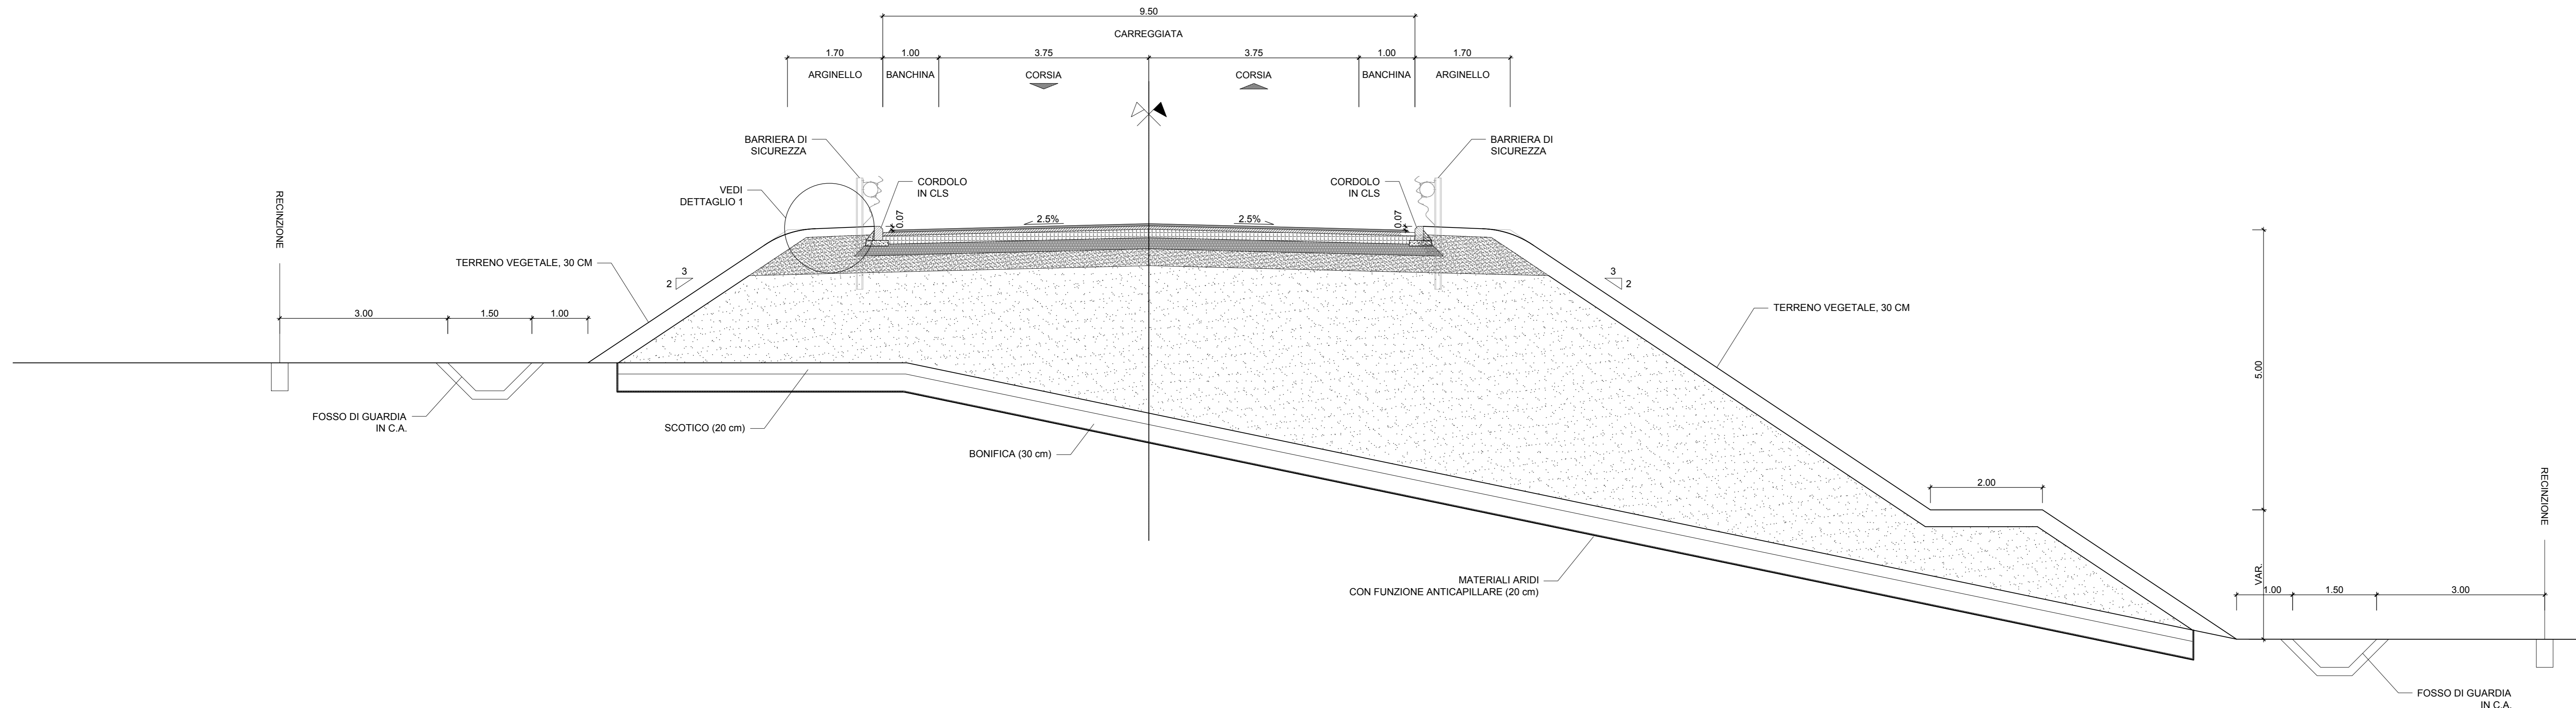 9.50
CARREGGIATA
1.70 1.00 3.75 3.75 1.00 1.70
ARGINELLO BANCHINA CORSIA CORSIA BANCHINA ARGINELLO
BARRIERA DI
SICUREZZA
BARRIERA DI
SICUREZZA
VEDI
DETTAGLIO 1
CORDOLO
IN CLS
CORDOLO
IN CLS
RECINZIONE
0.07
2.5%
2.5%
0.07
TERRENO VEGETALE, 30 CM
3
2
3
2
TERRENO VEGETALE, 30 CM
3.00 1.50 1.00
5.00
FOSSO DI GUARDIA
IN C.A.
SCOTICO (20 cm)
BONIFICA (30 cm)
2.00
RECINZIONE
MATERIALI ARIDI
CON FUNZIONE ANTICAPILLARE (20 cm)
VAR.
1.00 1.50 3.00
FOSSO DI GUARDIA
IN C.A.